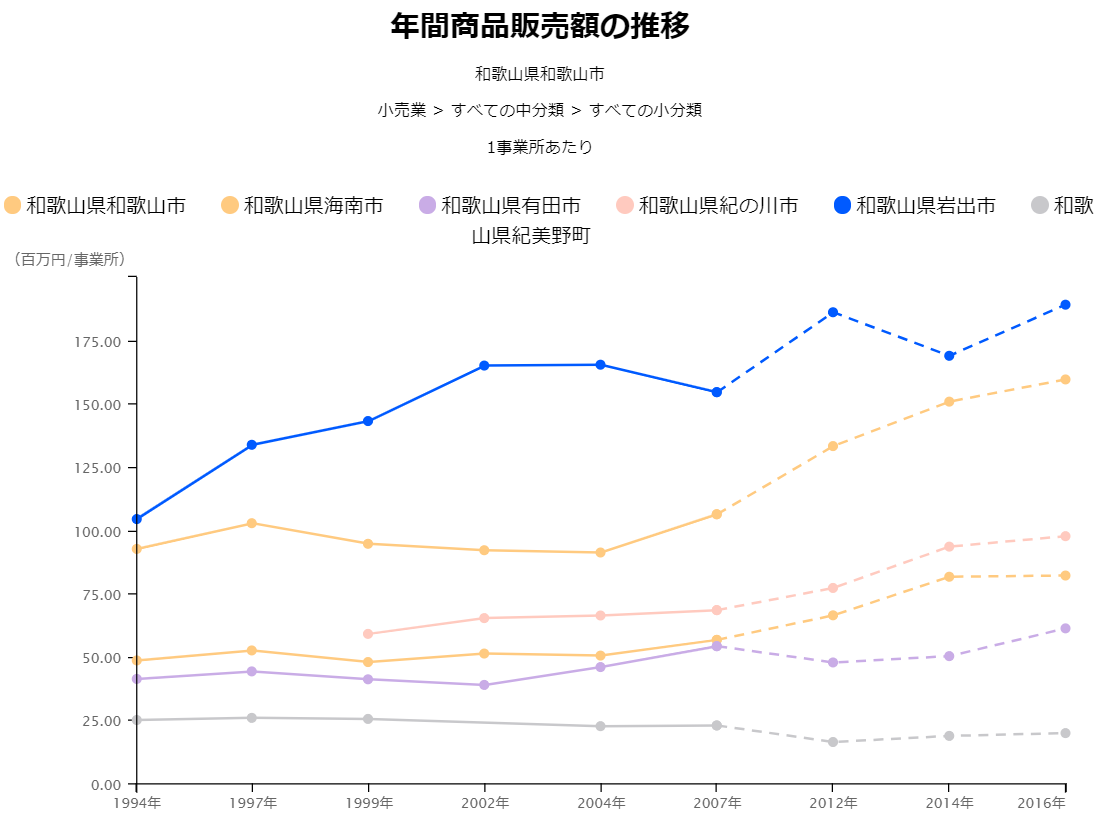 年間商品販売額の推移
和歌山県和歌山市
小売業 > すべての中分類 > すべての小分類
1事業所あたり
和歌山県和歌山市 和歌山県海南市 和歌山県有田市 和歌山県紀の川市 和歌山県岩出市 和歌
山県紀美野町
（百万円/事業所）
175.00
150.00
125.00
100.00
75.00
50.00
25.00
0.00
1994年 1997年 1999年 2002年 2004年 2007年 2012年 2014年 2016年